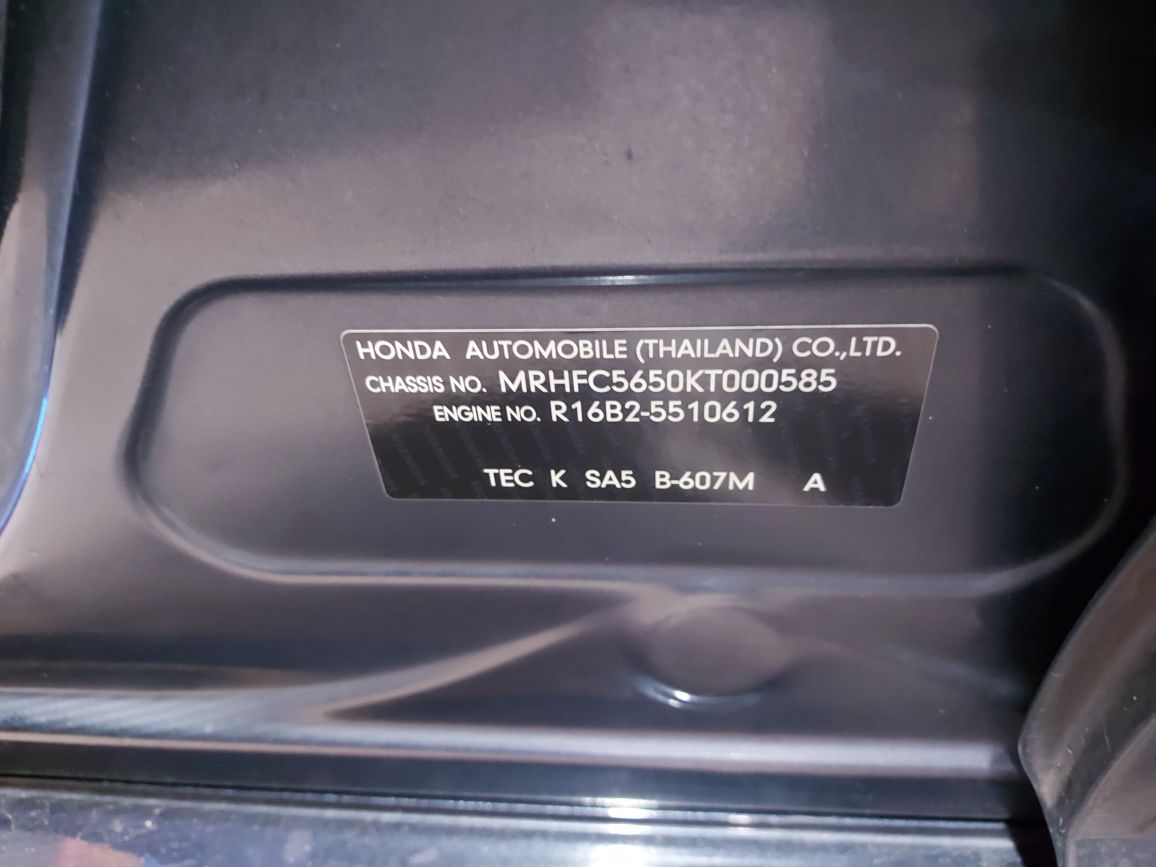 HONDA AUTOMOBILE (THAILAND) CO.,LTD.
CHASSIS NO. MRHFC5650KT000585
ENGINE NO. R16B2-5510612
TEC K SA5 B-607M A